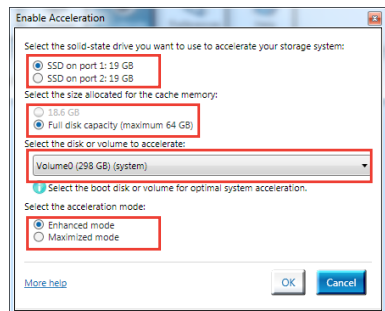 Enable Acceleration
Select the solid-state drive you want to use to accelerate your storage system:
SSD on port 1: 19 GB
SSD on port 2: 19 GB
Select the size allocated for the cache memory:
18.6 GB
Full disk capacity (maximum 64 GB)
Select the disk or volume to accelerate:
Volume0 (298 GB) (system)
Select the boot disk or volume for optimal system acceleration.
Select the acceleration mode:
Enhanced mode
Maximized mode
More help
OK
Cancel